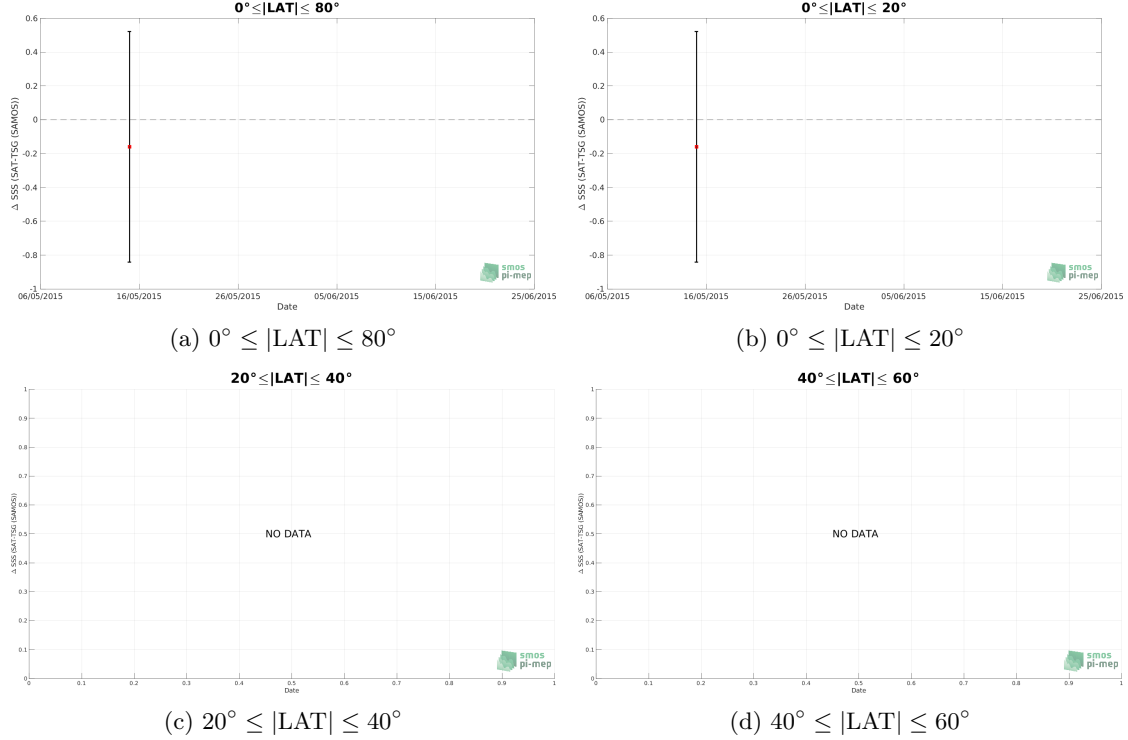 0°≤|LAT|≤ 80°
0.6
0.4
0.2
0
-0.2
-0.4
-0.6
-0.8
-1
Δ SSS (SAT-TSG (SAMOS))
06/05/2015 16/05/2015 26/05/2015 05/06/2015 15/06/2015 25/06/2015
Date
smos
pi-mep
(a) 0° ≤ |LAT| ≤ 80°
0°≤|LAT|≤ 20°
0.6
0.4
0.2
0
-0.2
-0.4
-0.6
-0.8
-1
Δ SSS (SAT-TSG (SAMOS))
06/05/2015 16/05/2015 26/05/2015 05/06/2015 15/06/2015 25/06/2015
Date
smos
pi-mep
(b) 0° ≤ |LAT| ≤ 20°
20°≤|LAT|≤ 40°
1
0.9
0.8
0.7
0.6
0.5
0.4
0.3
0.2
0.1
0
Δ SSS (SAT-TSG (SAMOS))
NO DATA
0 0.1 0.2 0.3 0.4 0.5 0.6 0.7 0.8 0.9 1
Date
smos
pi-mep
(c) 20° ≤ |LAT| ≤ 40°
40°≤|LAT|≤ 60°
1
0.9
0.8
0.7
0.6
0.5
0.4
0.3
0.2
0.1
0
Δ SSS (SAT-TSG (SAMOS))
NO DATA
0 0.1 0.2 0.3 0.4 0.5 0.6 0.7 0.8 0.9 1
Date
smos
pi-mep
(d) 40° ≤ |LAT| ≤ 60°